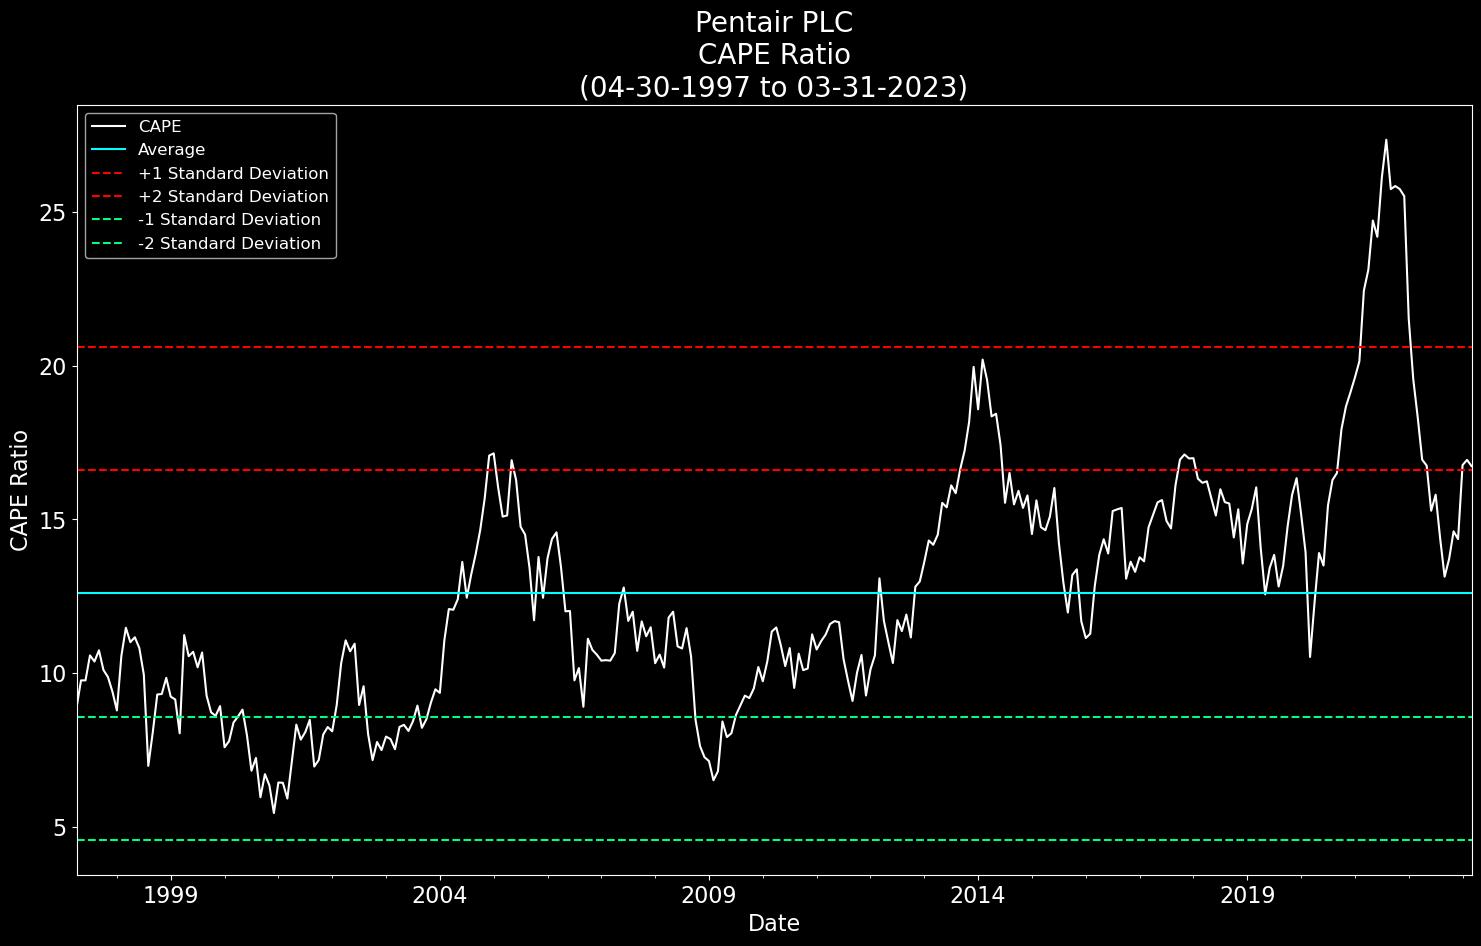 Pentair PLC
CAPE Ratio
(04-30-1997 to 03-31-2023)
CAPE
Average
+1 Standard Deviation
+2 Standard Deviation
-1 Standard Deviation
-2 Standard Deviation
25
20
15
10
5
CAPE Ratio
1999 2004 2009 2014 2019
Date